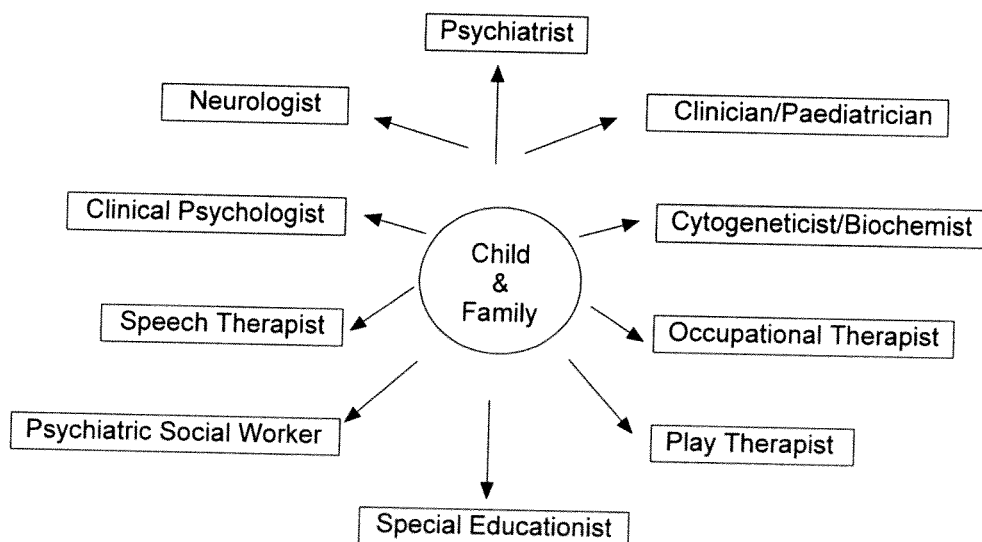 Psychiatrist
Neurologist
Clinician/Paediatrician
Clinical Psychologist
Cytogeneticist/Biochemist
Child
&
Family
Speech Therapist
Occupational Therapist
Psychiatric Social Worker
Play Therapist
Special Educationist